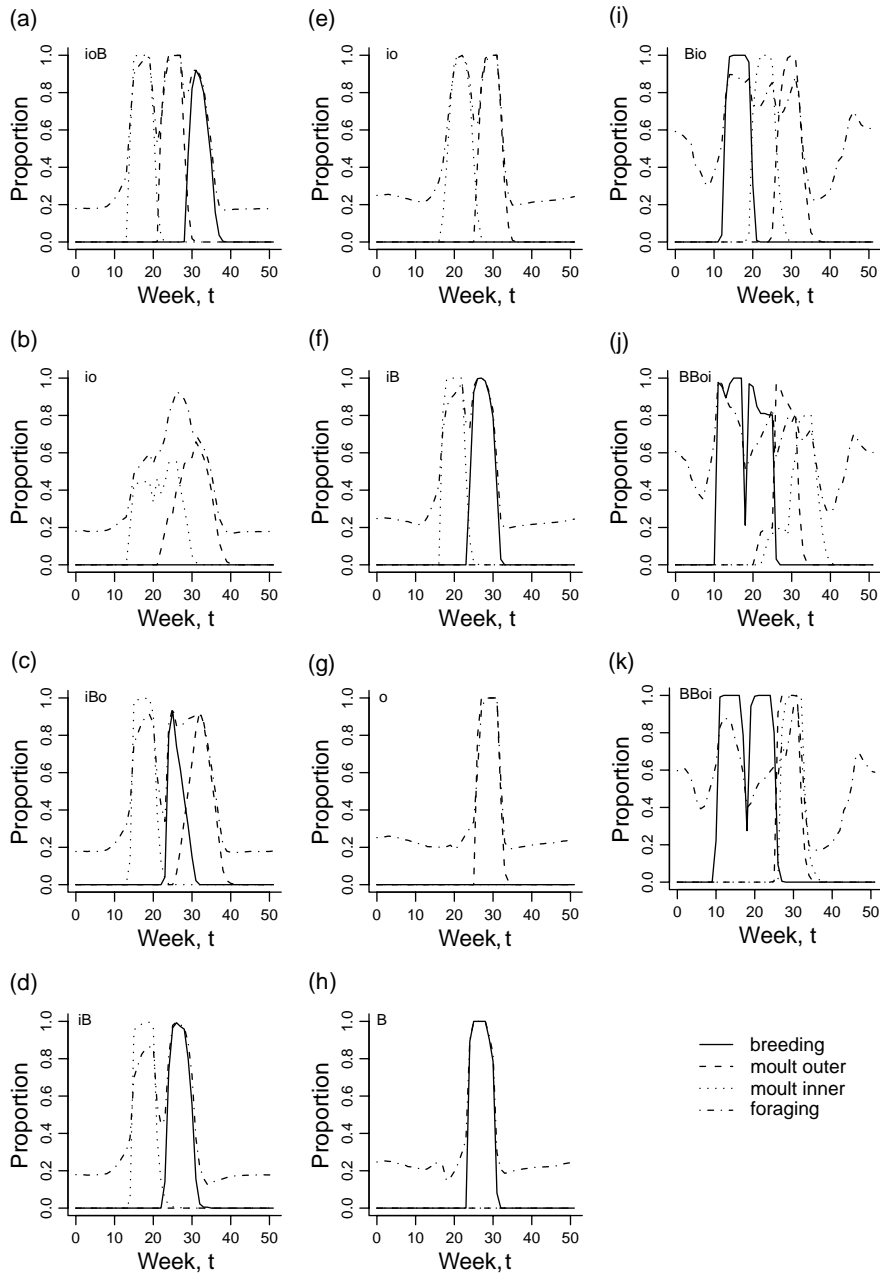 (a)
ioB
Proportion
0.0 0.2 0.4 0.6 0.8 1.0
0 10 20 30 40 50
Week, t
(e)
io
Proportion
0.0 0.2 0.4 0.6 0.8 1.0
0 10 20 30 40 50
Week, t
(i)
Bio
Proportion
0.0 0.2 0.4 0.6 0.8 1.0
0 10 20 30 40 50
Week, t
(b)
io
Proportion
0.0 0.2 0.4 0.6 0.8 1.0
0 10 20 30 40 50
Week, t
(f)
iB
Proportion
0.0 0.2 0.4 0.6 0.8 1.0
0 10 20 30 40 50
Week, t
(j)
BBoi
Proportion
0.0 0.2 0.4 0.6 0.8 1.0
0 10 20 30 40 50
Week, t
(c)
iBo
Proportion
0.0 0.2 0.4 0.6 0.8 1.0
0 10 20 30 40 50
Week, t
(g)
o
Proportion
0.0 0.2 0.4 0.6 0.8 1.0
0 10 20 30 40 50
Week, t
(k)
BBoi
Proportion
0.0 0.2 0.4 0.6 0.8 1.0
0 10 20 30 40 50
Week, t
(d)
iB
Proportion
0.0 0.2 0.4 0.6 0.8 1.0
0 10 20 30 40 50
Week, t
(h)
B
Proportion
0.0 0.2 0.4 0.6 0.8 1.0
0 10 20 30 40 50
Week, t
breeding
moult outer
moult inner
foraging